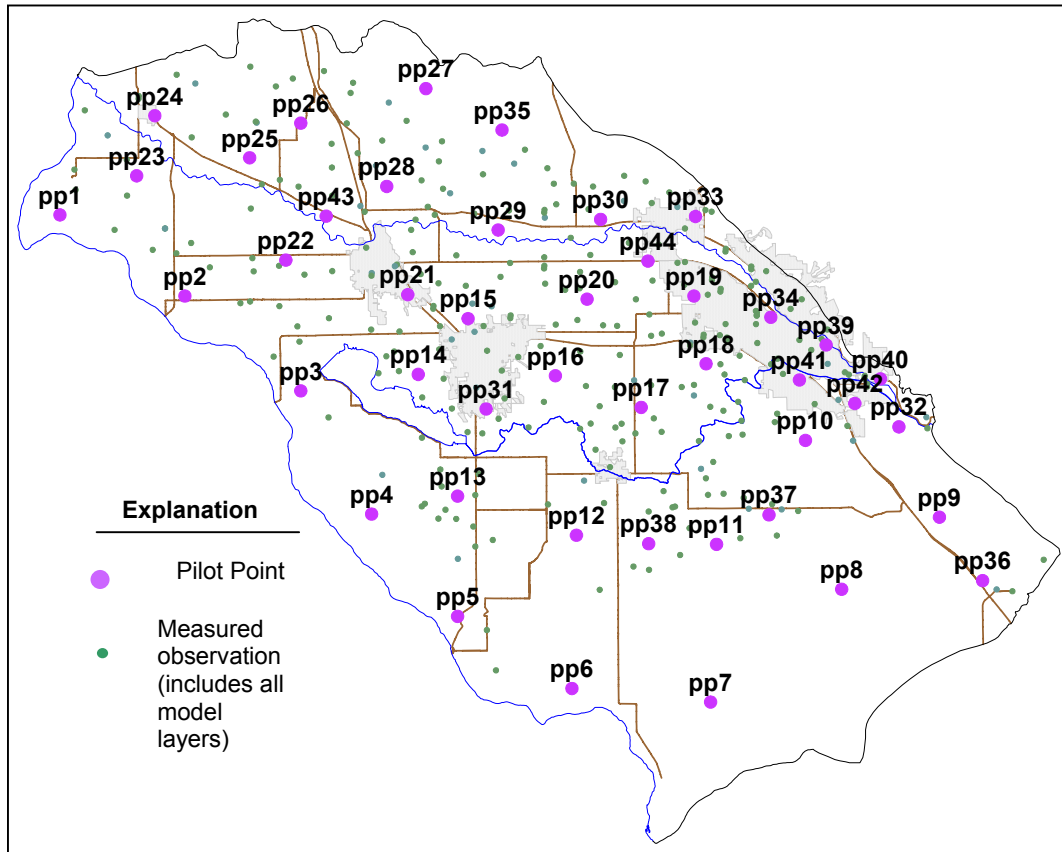 pp27
pp24
pp26
pp35
pp25
pp23
pp28
pp1
pp43
pp30
pp33
pp29
pp22
pp44
pp2
pp21
pp20
pp19
pp15
pp34
pp39
pp14
pp16
pp18
pp41
pp40
pp3
pp31
pp17
pp42
pp32
pp10
pp13
pp4
pp37
pp9
pp12
pp38
pp11
pp8
pp36
pp5
pp6
pp7
Explanation
Pilot Point
Measured
observation
(includes all
model
layers)